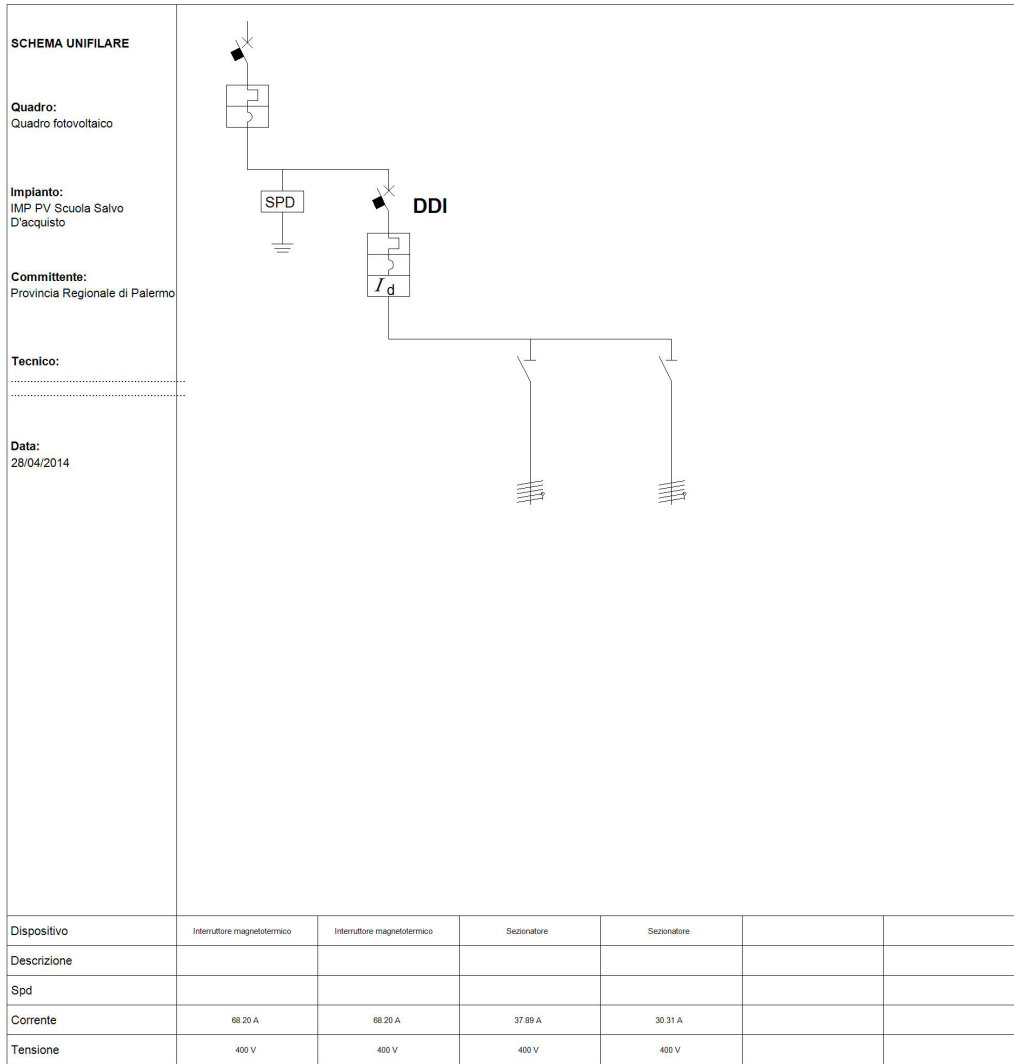 SCHEMA UNIFILARE
Quadro:
Quadro fotovoltaico
Impianto:
IMP PV Scuola Salvo
D'acquisto
Committente:
Provincia Regionale di Palermo
Tecnico:
Data:
28/04/2014
SPD
DDI
I d
Dispositivo Interruttore magnetotermico Interruttore magnetotermico Sezionatore Sezionatore
Descrizione
Spd
Corrente 68.20 A 68.20 A 37.89 A 30.31 A
Tensione 400 V 400 V 400 V 400 V